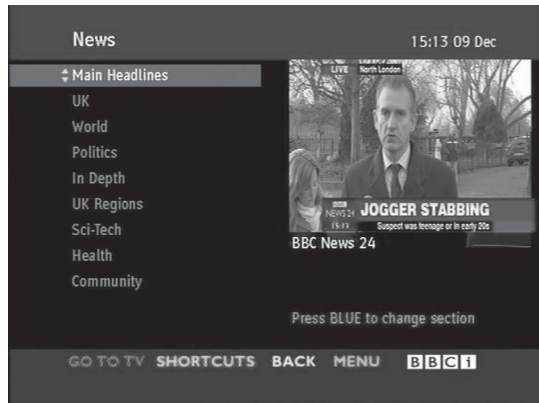 News 15:13 09 Dec
Main Headlines
UK
World
Politics
In Depth
UK Regions
Sci-Tech
Health
Community
LIVE North London
BBC
NEWS 24 JOGGER STABBING
15:13 Suspect was teenage or in early 20s
BBC News 24
Press BLUE to change section
GO TO TV SHORTCUTS BACK MENU BBCi